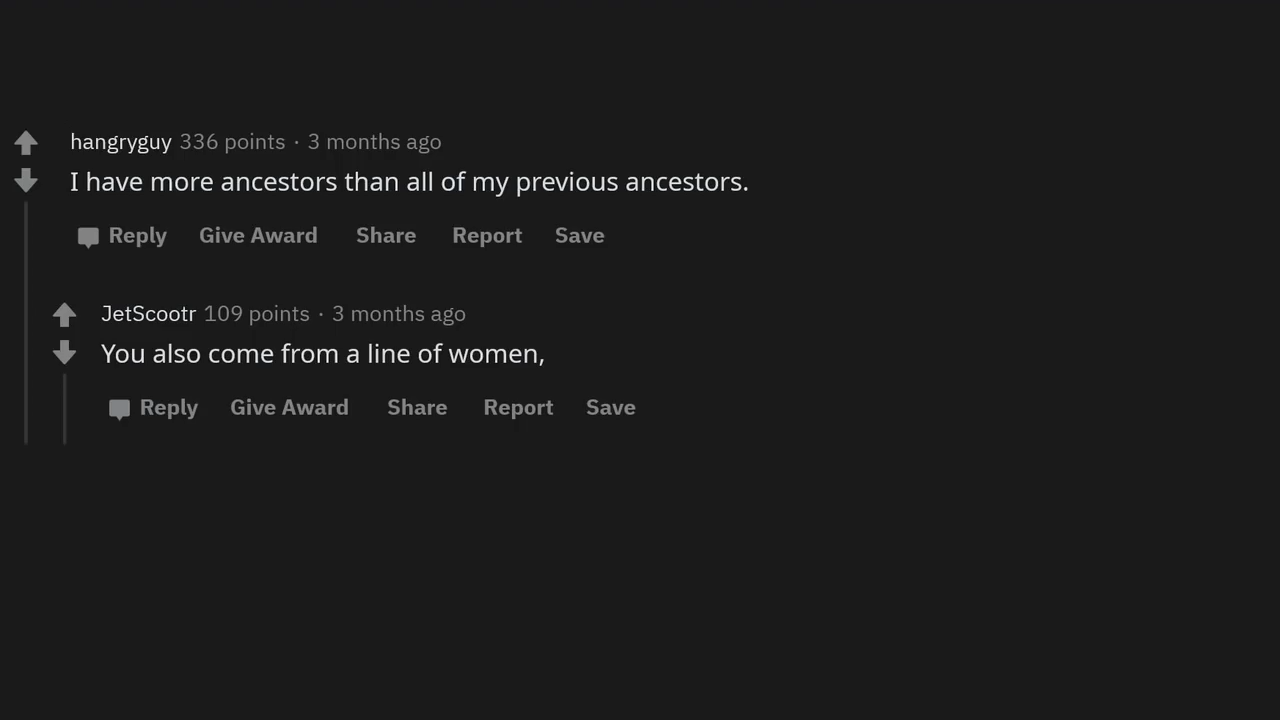 hangryguy 336 points · 3 months ago
I have more ancestors than all of my previous ancestors.
Reply Give Award Share Report Save
JetScootr 109 points · 3 months ago
You also come from a line of women,
Reply Give Award Share Report Save